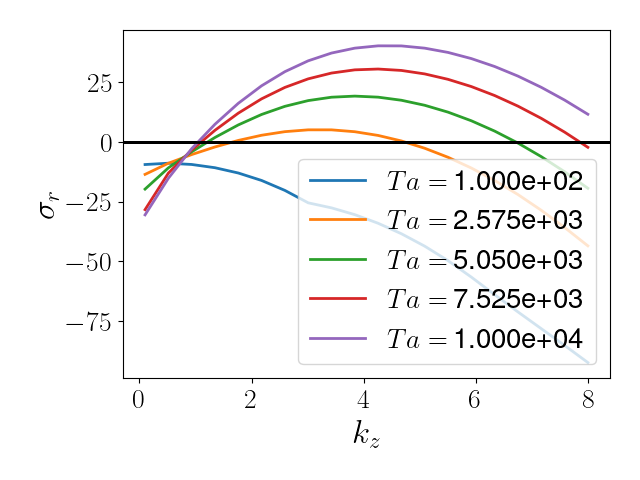 25
0
−25
−50
−75
σ_r
0 2 4 6 8
k_z
Ta = 1.000e+02
Ta = 2.575e+03
Ta = 5.050e+03
Ta = 7.525e+03
Ta = 1.000e+04